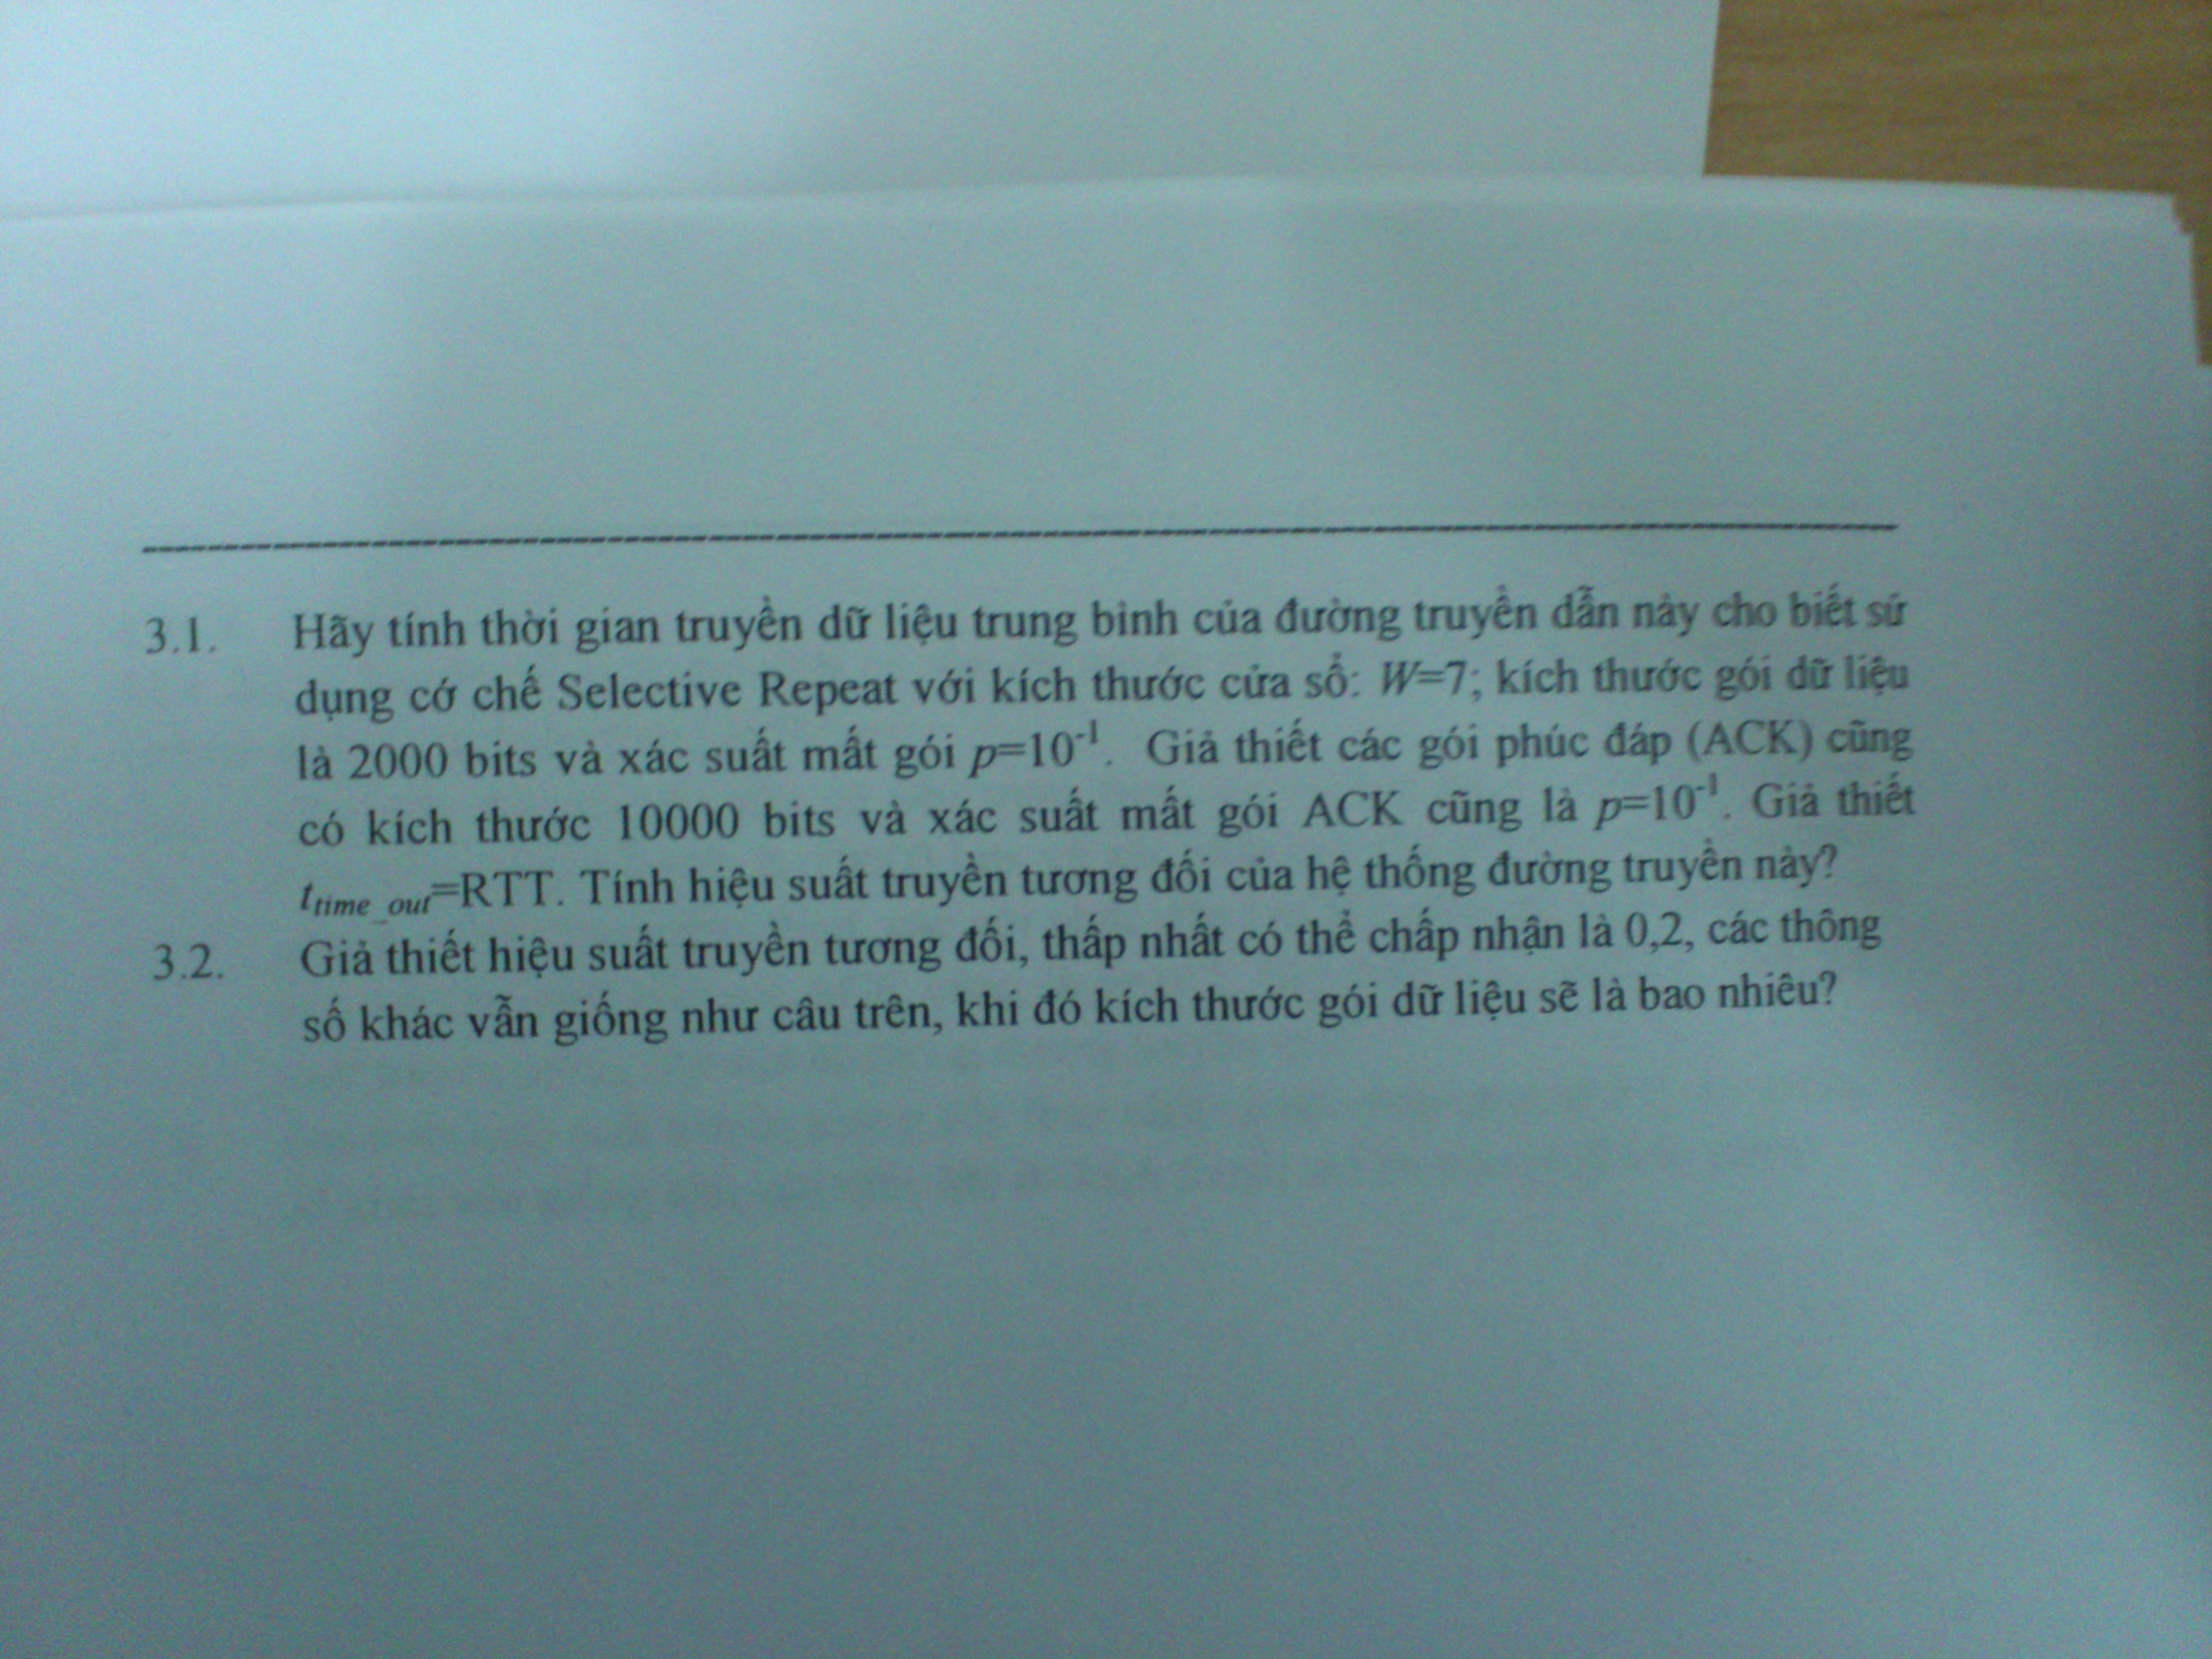 3.1. Hãy tính thời gian truyền dữ liệu trung bình của đường truyền dẫn này cho biết sử
dụng cớ chế Selective Repeat với kích thước cửa sổ: W=7; kích thước gói dữ liệu
là 2000 bits và xác suất mất gói p=10⁻¹. Giả thiết các gói phúc đáp (ACK) cũng
có kích thước 10000 bits và xác suất mất gói ACK cũng là p=10⁻¹. Giả thiết
t_time_out=RTT. Tính hiệu suất truyền tương đối của hệ thống đường truyền này?
3.2. Giả thiết hiệu suất truyền tương đối, thấp nhất có thể chấp nhận là 0,2, các thông
số khác vẫn giống như câu trên, khi đó kích thước gói dữ liệu sẽ là bao nhiêu?